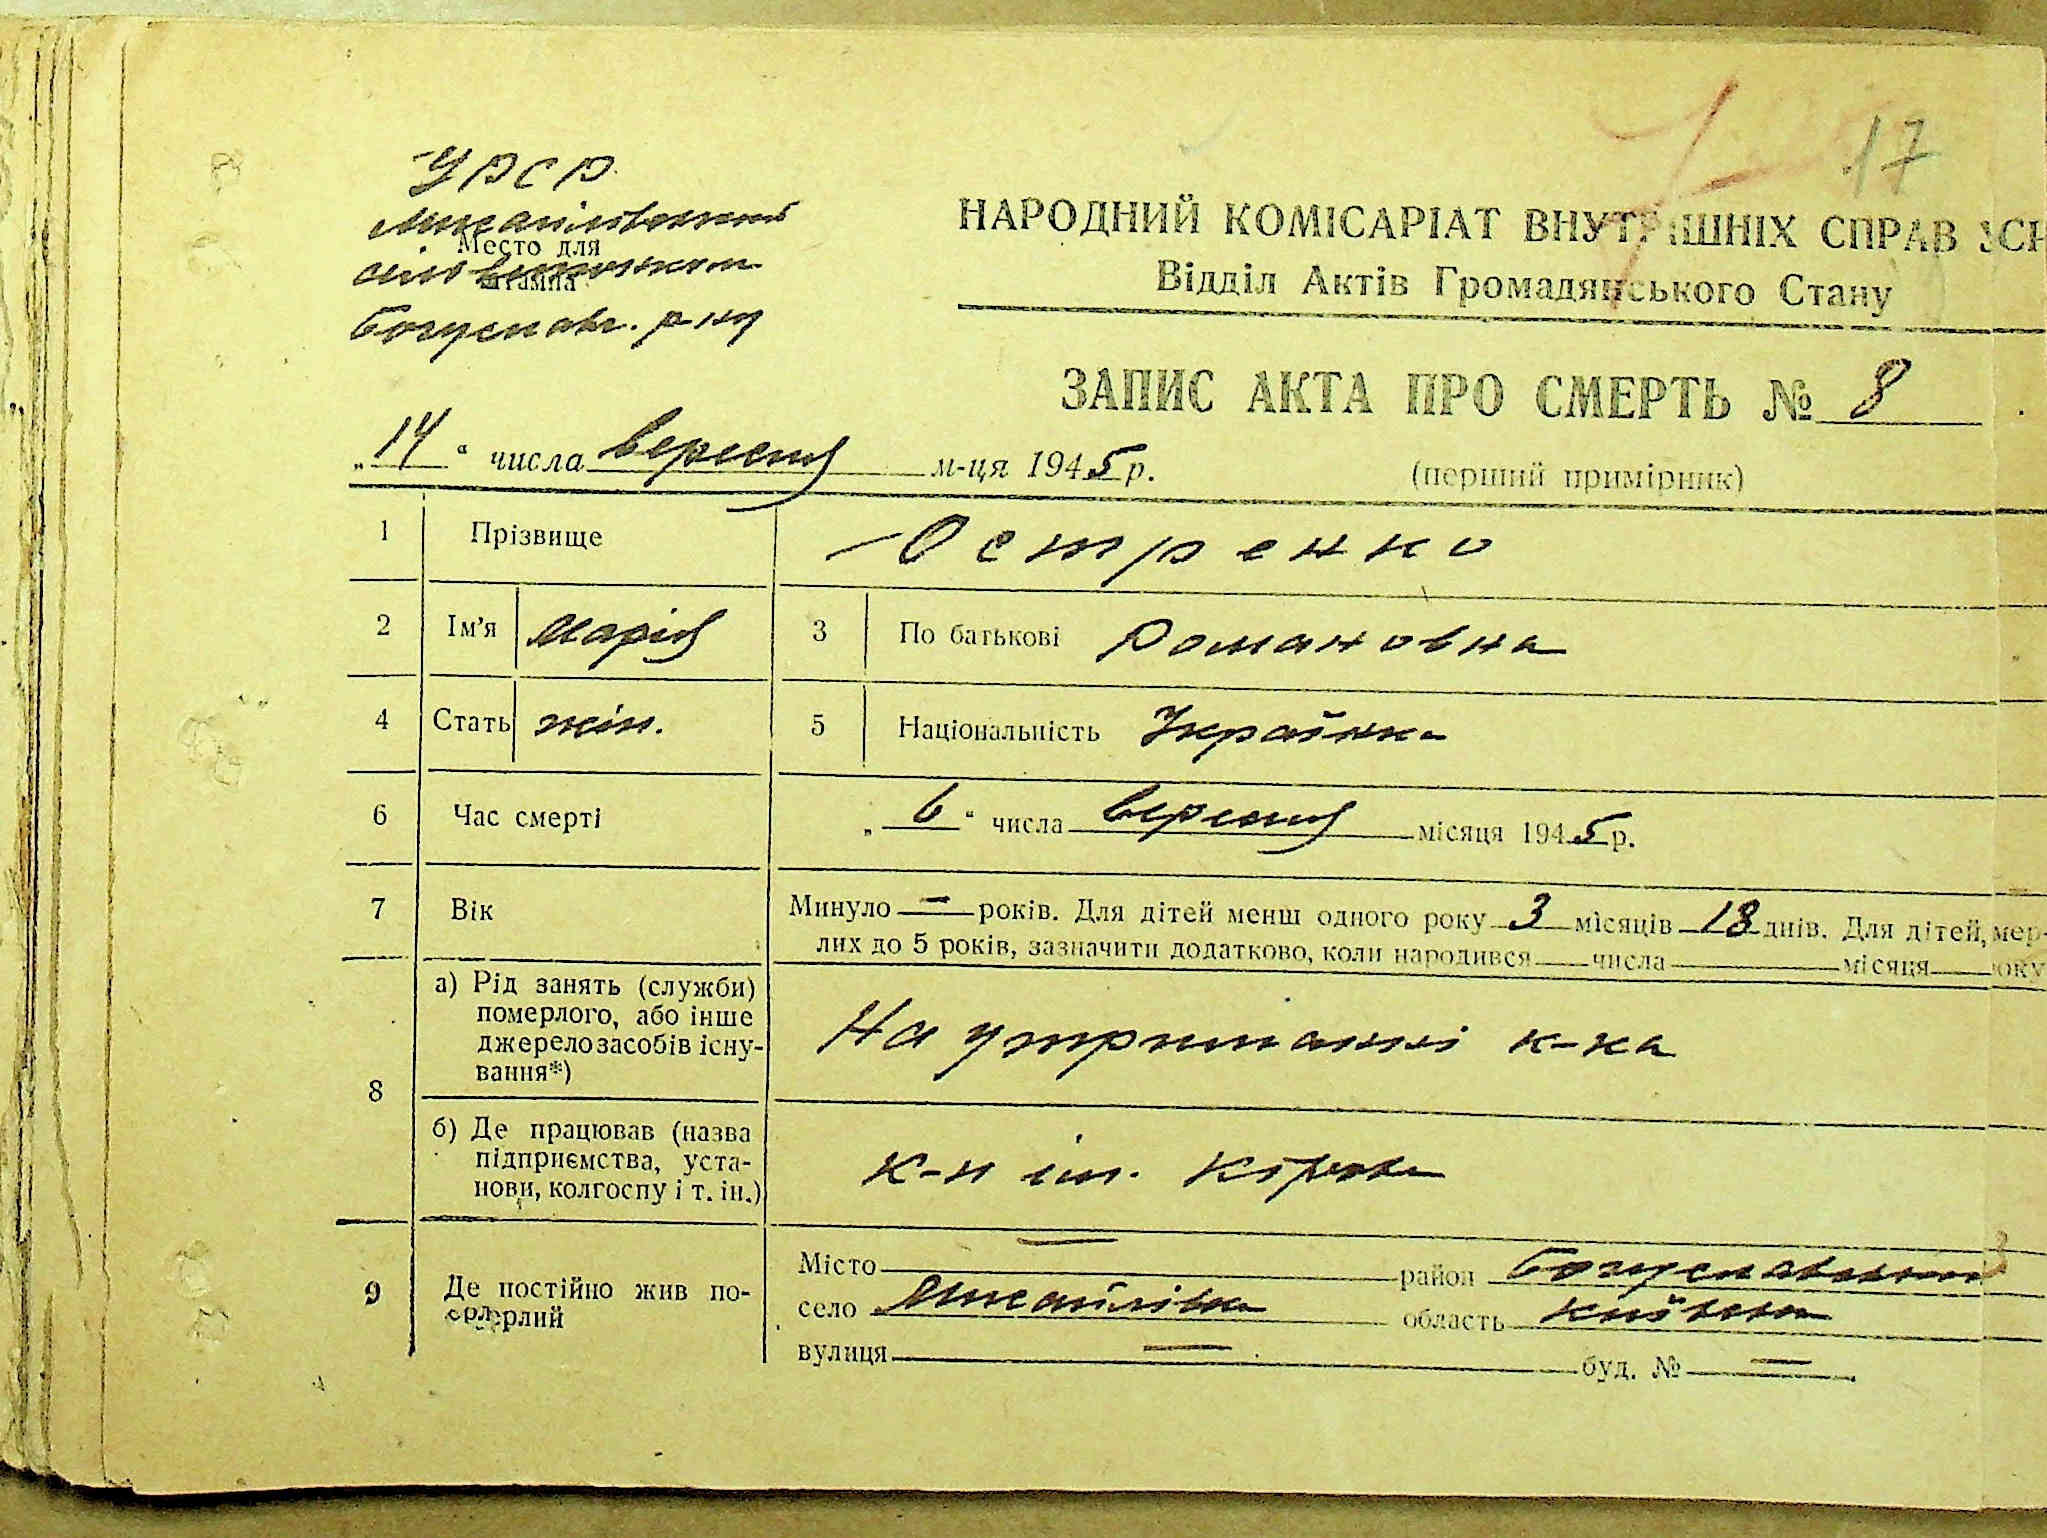 17
УРСР
Михайлівський
Место для
штампа
Богуславс. р-ну
НАРОДНИЙ КОМІСАРІАТ ВНУТРІШНІХ СПРАВ УСР
Відділ Актів Громадянського Стану
ЗАПИС АКТА ПРО СМЕРТЬ № 8
„14“ числа вересня м-ця 1945 р.
(перший примірник)
1 Прізвище Остренко
2 Ім’я Марія 3 По батькові Романовна
4 Стать жін. 5 Національність Українка
6 Час смерті „6“ числа вересня місяця 1945 р.
7 Вік Минуло — років. Для дітей менш одного року 3 місяців 18 днів. Для дітей, мер-
лих до 5 років, зазначити додатково, коли народився числа місяця року
8 а) Рід занять (служби)
померлого, або інше
джерело засобів існу-
вання*)
На утриманні к-ка
б) Де працював (назва
підприємства, уста-
нови, колгоспу і т. ін.)
к-п ім. Кірова
9 Де постійно жив по-
мерлий
Місто — район Богуславський
село Михайлівка область Київська
вулиця — буд. № —